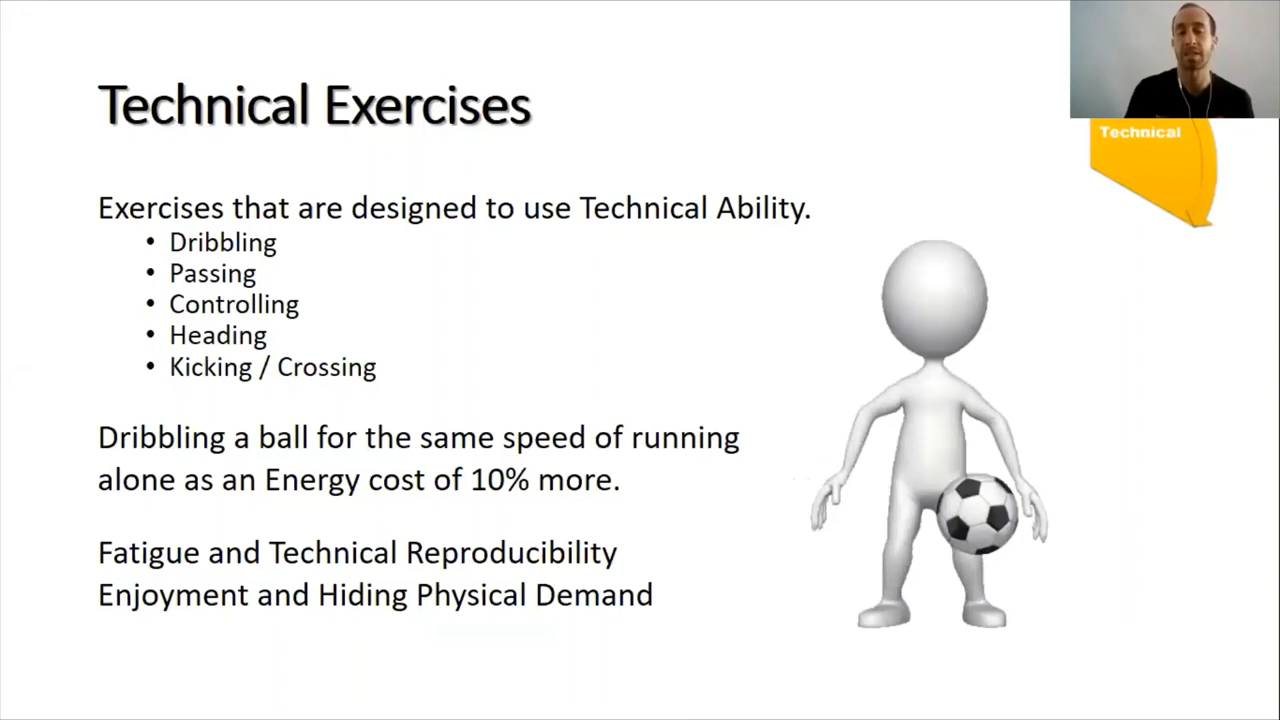 Technical Exercises
Technical
Exercises that are designed to use Technical Ability.
• Dribbling
• Passing
• Controlling
• Heading
• Kicking / Crossing
Dribbling a ball for the same speed of running
alone as an Energy cost of 10% more.
Fatigue and Technical Reproducibility
Enjoyment and Hiding Physical Demand